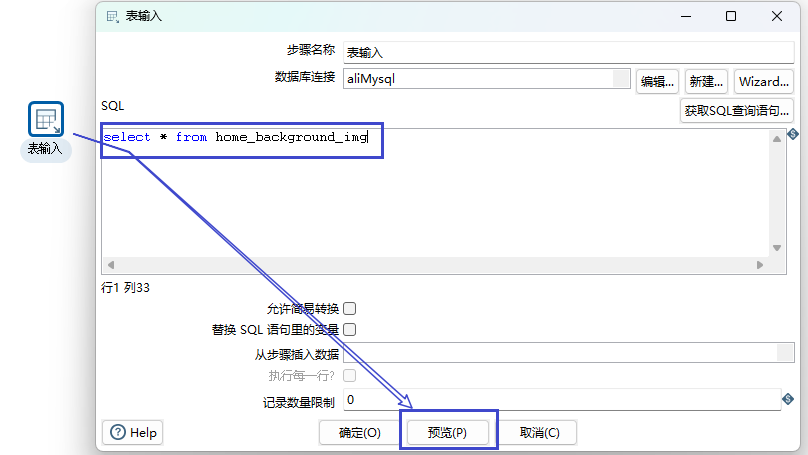 表输入
步骤名称 表输入
数据库连接 aliMysql 编辑... 新建... Wizard...
SQL 获取SQL查询语句...
select * from home_background_img
表输入
行1 列33
允许简易转换
替换 SQL 语句里的变量
从步骤插入数据
执行每一行?
记录数量限制 0
Help 确定(O) 预览(P) 取消(C)